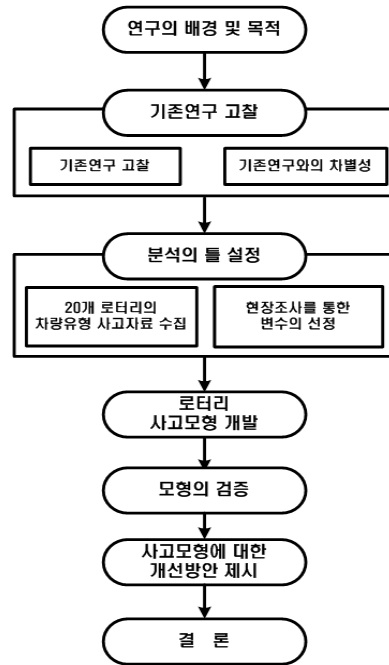 연구의 배경 및 목적
기존연구 고찰
기존연구 고찰
기존연구와의 차별성
분석의 틀 설정
20개 로터리의
차량유형 사고자료 수집
현장조사를 통한
변수의 선정
로터리
사고모형 개발
모형의 검증
사고모형에 대한
개선방안 제시
결 론